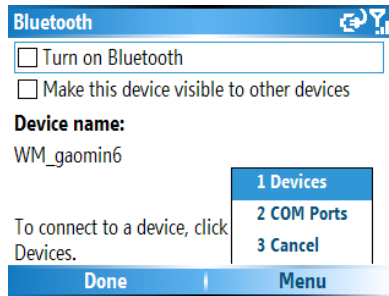 Bluetooth
Turn on Bluetooth
Make this device visible to other devices
Device name:
WM_gaomin6
To connect to a device, click
Devices.
1 Devices
2 COM Ports
3 Cancel
Done
Menu